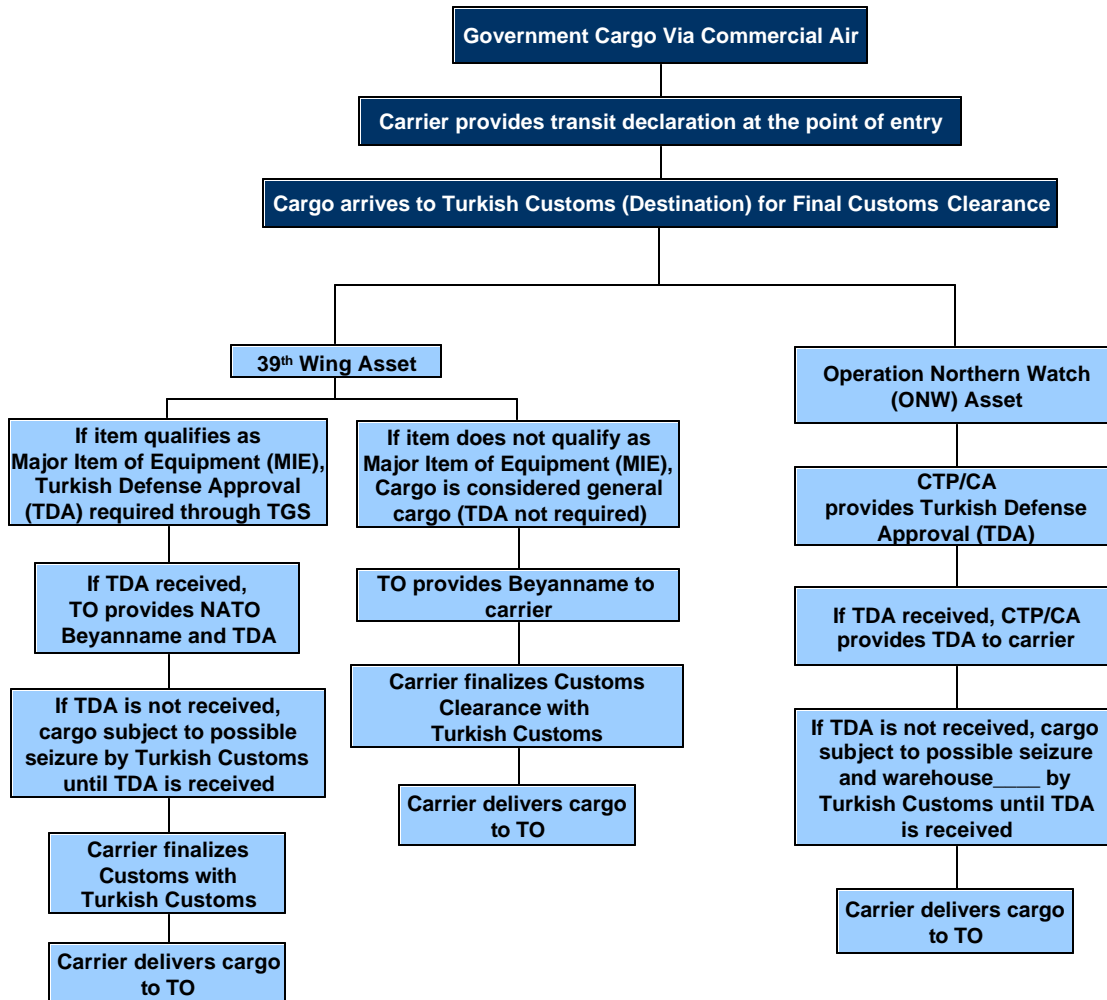 Government Cargo Via Commercial Air
Carrier provides transit declaration at the point of entry
Cargo arrives to Turkish Customs (Destination) for Final Customs Clearance
39th Wing Asset
If item qualifies as
Major Item of Equipment (MIE),
Turkish Defense Approval
(TDA) required through TGS
If TDA received,
TO provides NATO
Beyanname and TDA
If TDA is not received,
cargo subject to possible
seizure by Turkish Customs
until TDA is received
Carrier finalizes
Customs with
Turkish Customs
Carrier delivers cargo
to TO
If item does not qualify as
Major Item of Equipment (MIE),
Cargo is considered general
cargo (TDA not required)
TO provides Beyanname to
carrier
Carrier finalizes Customs
Clearance with
Turkish Customs
Carrier delivers cargo
to TO
Operation Northern Watch
(ONW) Asset
CTP/CA
provides Turkish Defense
Approval (TDA)
If TDA received, CTP/CA
provides TDA to carrier
If TDA is not received, cargo
subject to possible seizure
and warehouse____ by
Turkish Customs until TDA
is received
Carrier delivers cargo
to TO